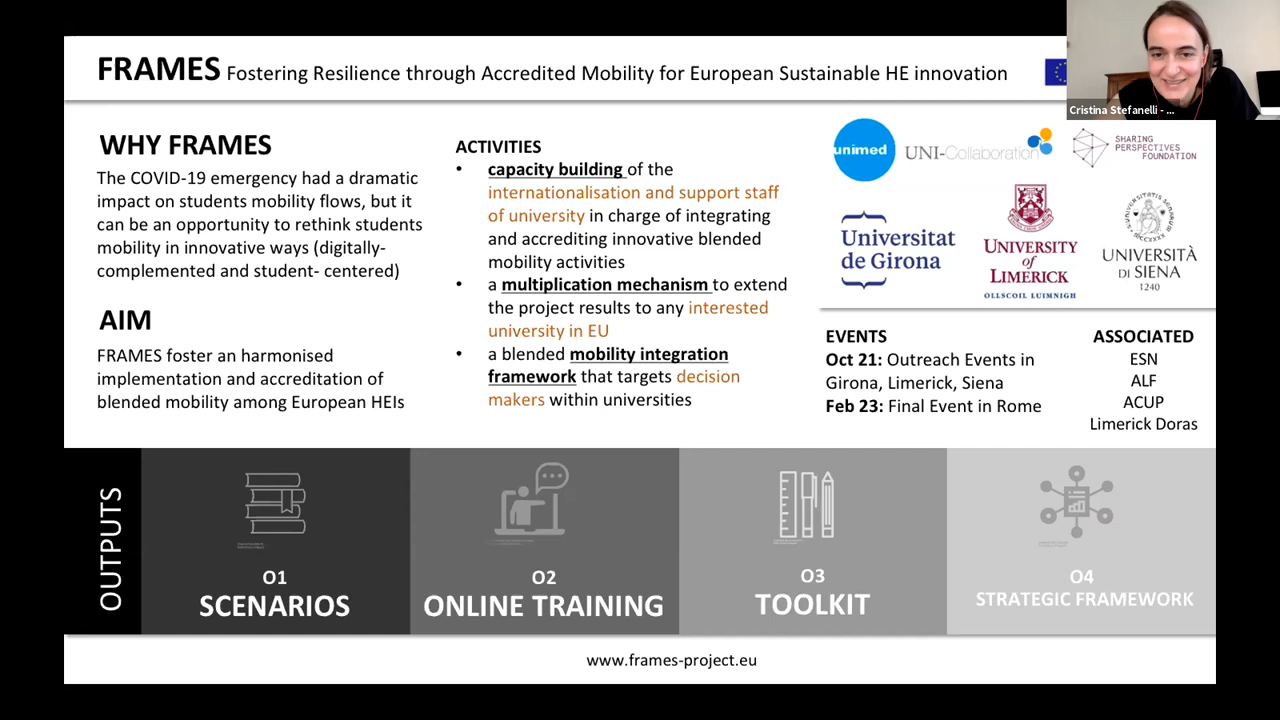 FRAMES Fostering Resilience through Accredited Mobility for European Sustainable HE innovation
Cristina Stefanelli - ...
WHY FRAMES
The COVID-19 emergency had a dramatic
impact on students mobility flows, but it
can be an opportunity to rethink students
mobility in innovative ways (digitally-
complemented and student- centered)
AIM
FRAMES foster an harmonised
implementation and accreditation of
blended mobility among European HEIs
ACTIVITIES
• capacity building of the
internationalisation and support staff
of university in charge of integrating
and accrediting innovative blended
mobility activities
• a multiplication mechanism to extend
the project results to any interested
university in EU
• a blended mobility integration
framework that targets decision
makers within universities
unimed
UNI-Collaboration
SHARING
PERSPECTIVES
FOUNDATION
Universitat
de Girona
UNIVERSITY
of
LIMERICK
OLLSCOIL LUIMNIGH
UNIVERSITÀ
DI SIENA
1240
EVENTS
Oct 21: Outreach Events in
Girona, Limerick, Siena
Feb 23: Final Event in Rome
ASSOCIATED
ESN
ALF
ACUP
Limerick Doras
OUTPUTS
O1
SCENARIOS
O2
ONLINE TRAINING
O3
TOOLKIT
O4
STRATEGIC FRAMEWORK
www.frames-project.eu